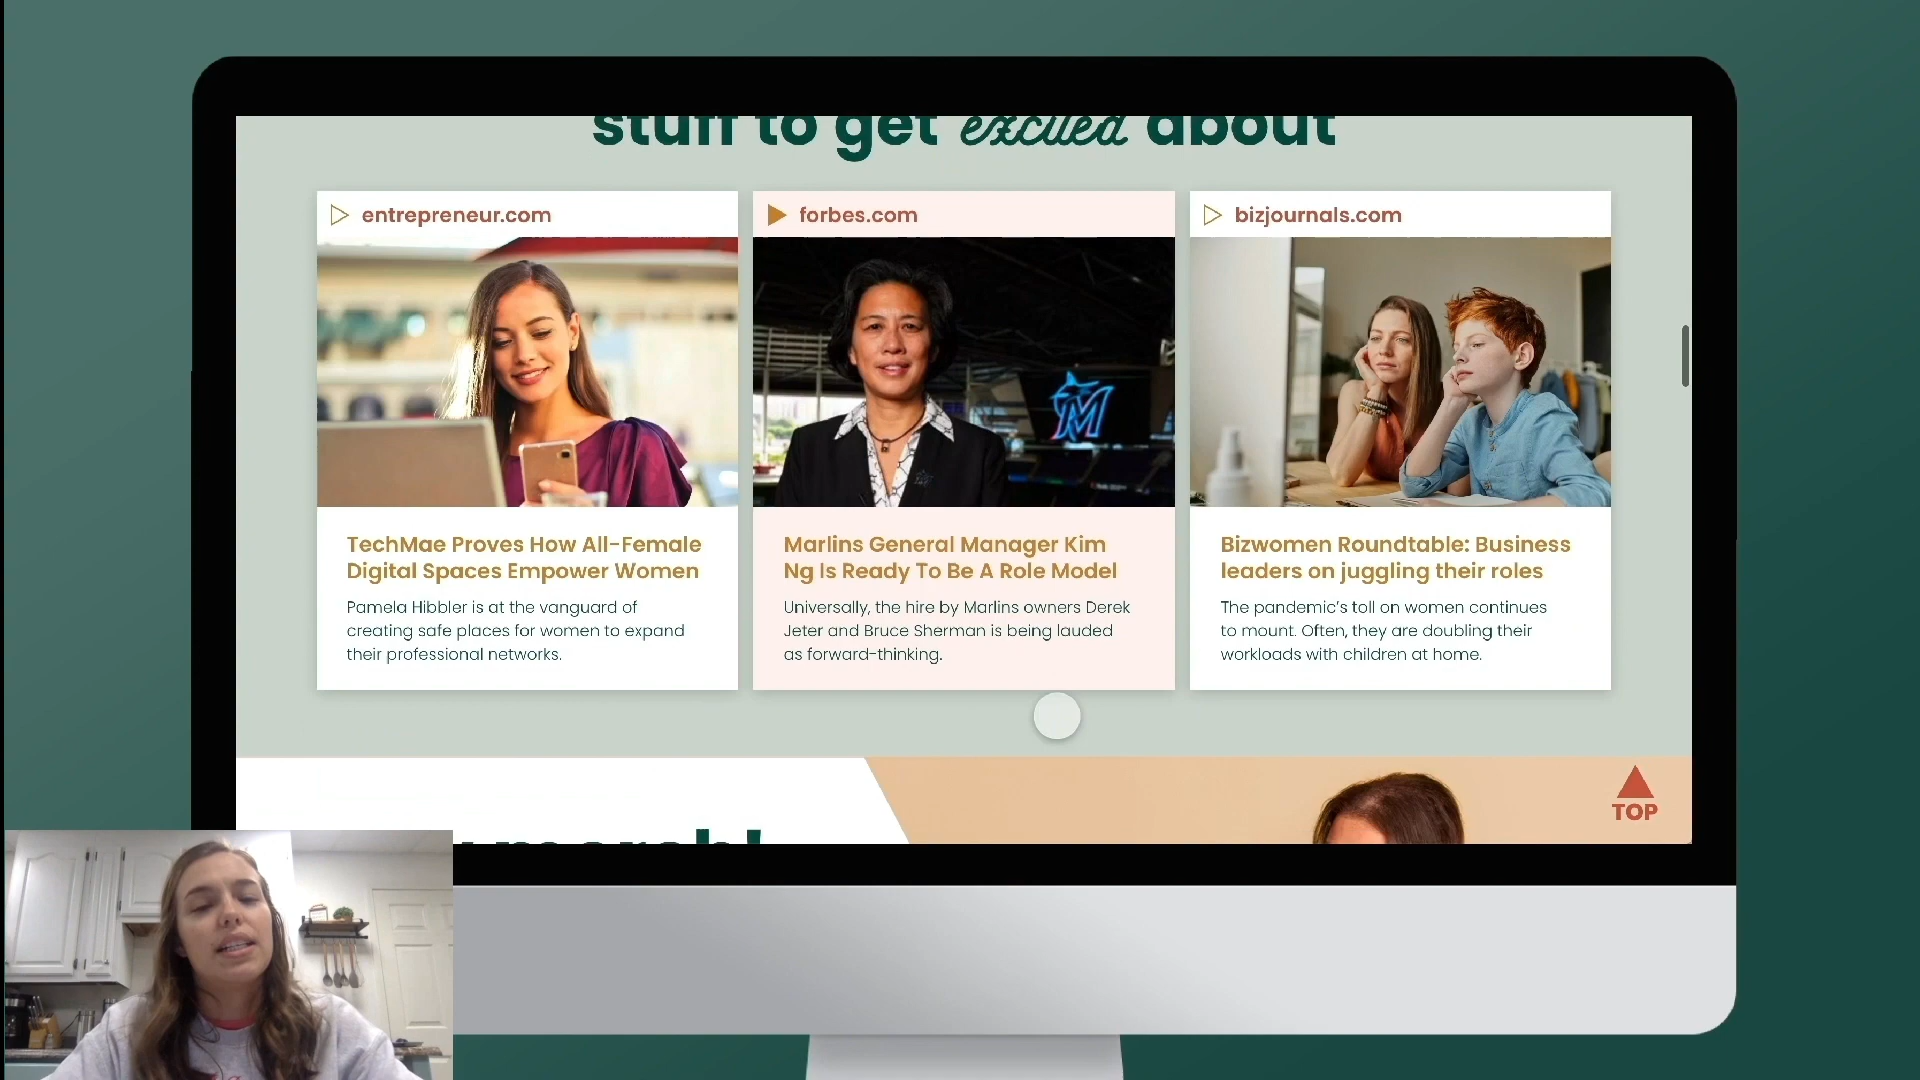 stuff to get excited about
entrepreneur.com
forbes.com
bizjournals.com
TechMae Proves How All-Female
Digital Spaces Empower Women
Pamela Hibbler is at the vanguard of
creating safe places for women to expand
their professional networks.
Marlins General Manager Kim
Ng Is Ready To Be A Role Model
Universally, the hire by Marlins owners Derek
Jeter and Bruce Sherman is being lauded
as forward-thinking.
Bizwomen Roundtable: Business
leaders on juggling their roles
The pandemic's toll on women continues
to mount. Often, they are doubling their
workloads with children at home.
TOP